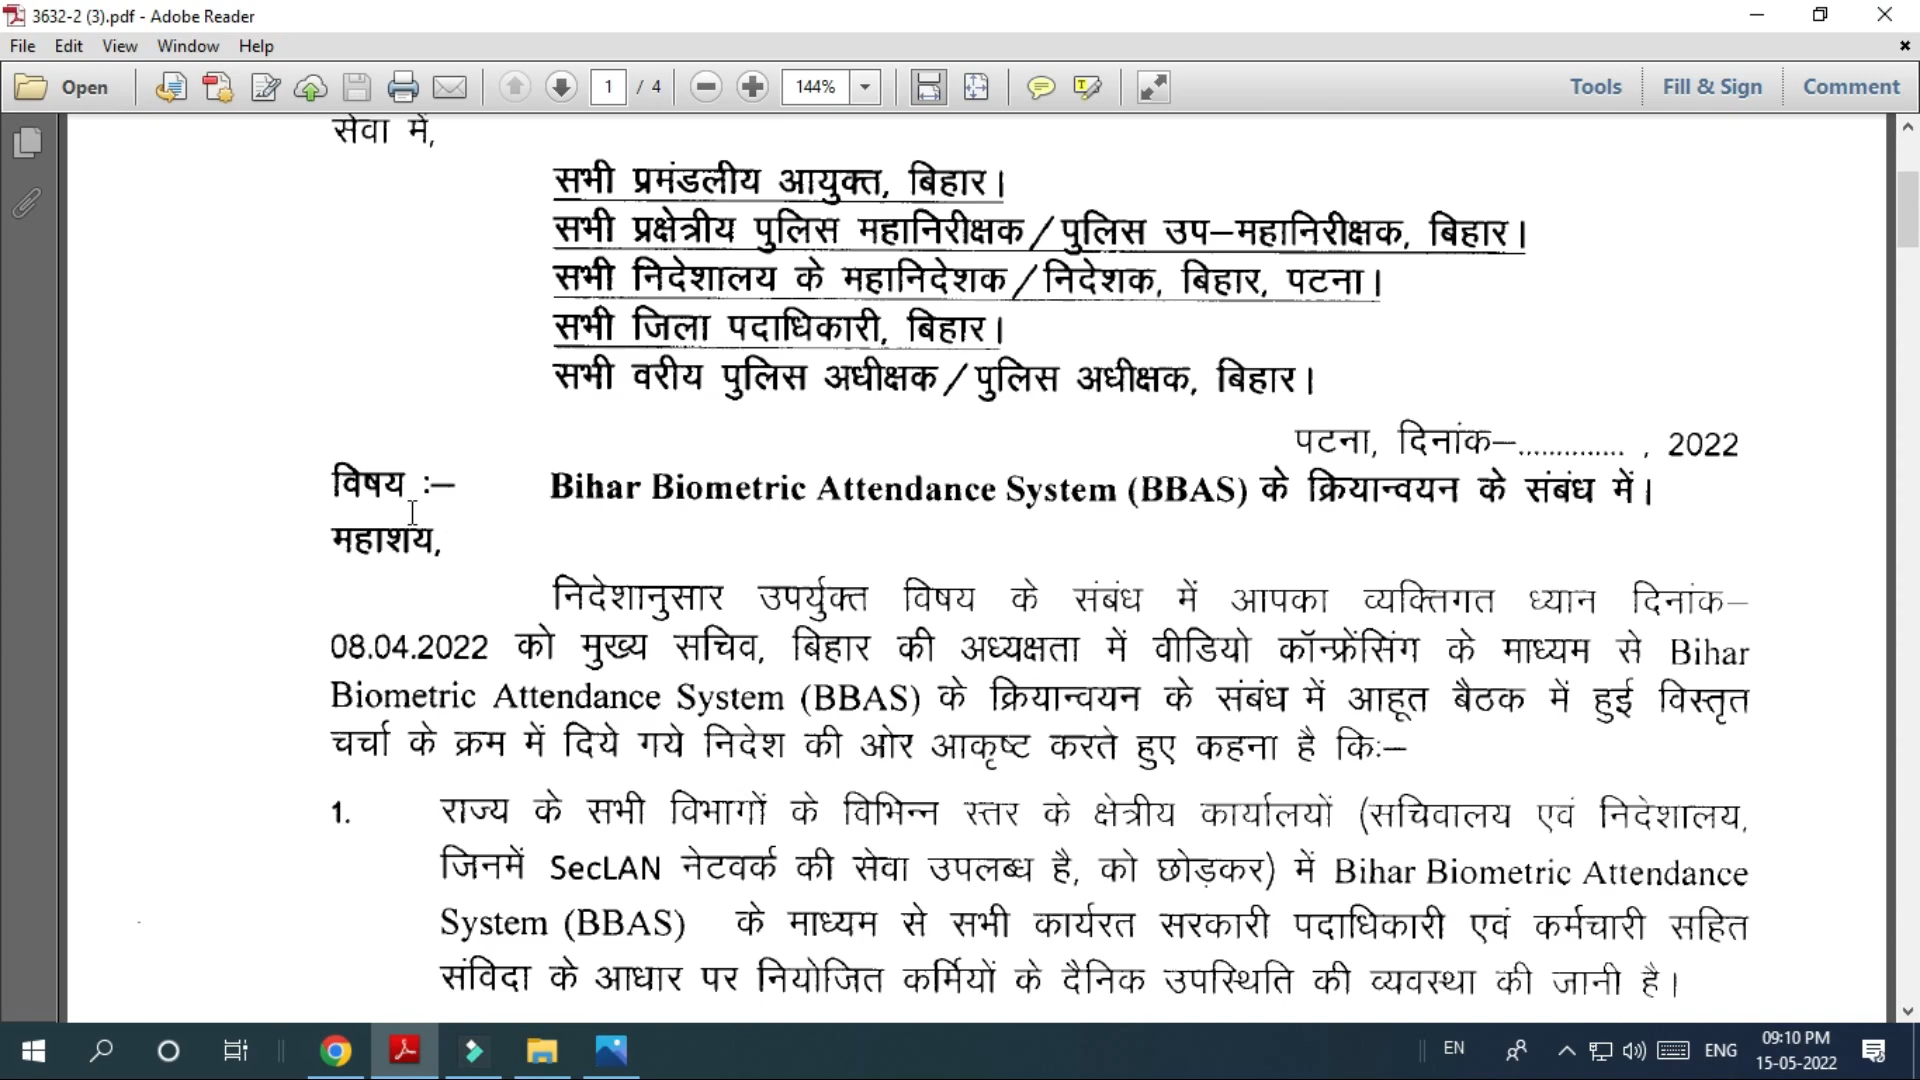 3632-2 (3).pdf - Adobe Reader
File Edit View Window Help
Open 1 / 4 144% Tools Fill & Sign Comment
सेवा में,
सभी प्रमंडलीय आयुक्त, बिहार।
सभी प्रक्षेत्रीय पुलिस महानिरीक्षक/पुलिस उप-महानिरीक्षक, बिहार।
सभी निदेशालय के महानिदेशक/निदेशक, बिहार, पटना।
सभी जिला पदाधिकारी, बिहार।
सभी वरीय पुलिस अधीक्षक/पुलिस अधीक्षक, बिहार।
पटना, दिनांक–............. , 2022
विषय :– Bihar Biometric Attendance System (BBAS) के क्रियान्वयन के संबंध में।
महाशय,
निदेशानुसार उपर्युक्त विषय के संबंध में आपका व्यक्तिगत ध्यान दिनांक–
08.04.2022 को मुख्य सचिव, बिहार की अध्यक्षता में वीडियो कॉन्फ्रेंसिंग के माध्यम से Bihar
Biometric Attendance System (BBAS) के क्रियान्वयन के संबंध में आहूत बैठक में हुई विस्तृत
चर्चा के क्रम में दिये गये निदेश की ओर आकृष्ट करते हुए कहना है कि:–
1. राज्य के सभी विभागों के विभिन्न स्तर के क्षेत्रीय कार्यालयों (सचिवालय एवं निदेशालय,
जिनमें SecLAN नेटवर्क की सेवा उपलब्ध है, को छोड़कर) में Bihar Biometric Attendance
System (BBAS) के माध्यम से सभी कार्यरत सरकारी पदाधिकारी एवं कर्मचारी सहित
संविदा के आधार पर नियोजित कर्मियों के दैनिक उपस्थिति की व्यवस्था की जानी है।
EN ENG 09:10 PM
15-05-2022